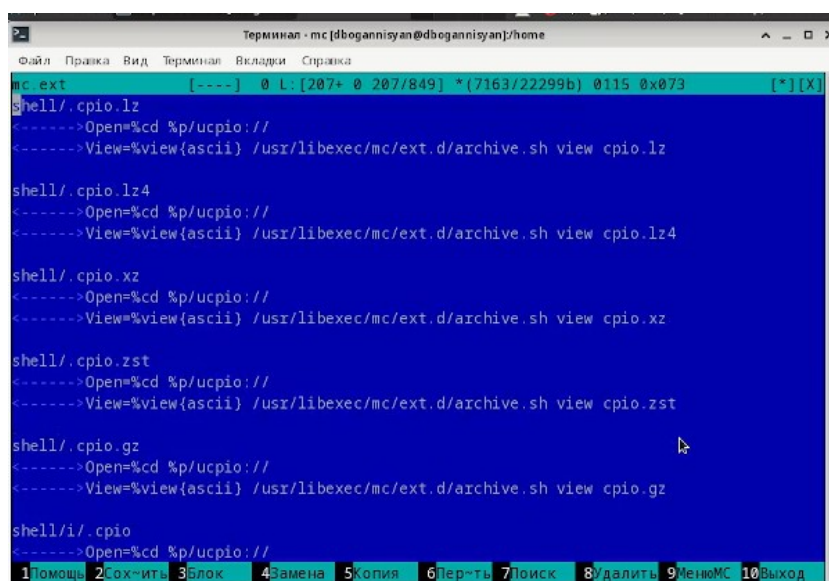 Терминал - mc [dbogannisyan@dbogannisyan]:/home
Файл Правка Вид Терминал Вкладки Справка
mc.ext [----] 0 L:[207+ 0 207/849] *(7163/22299b) 0115 0x073 [*][X]
shell/.cpio.lz
<------>Open=%cd %p/ucpio://
<------>View=%view{ascii} /usr/libexec/mc/ext.d/archive.sh view cpio.lz
shell/.cpio.lz4
<------>Open=%cd %p/ucpio://
<------>View=%view{ascii} /usr/libexec/mc/ext.d/archive.sh view cpio.lz4
shell/.cpio.xz
<------>Open=%cd %p/ucpio://
<------>View=%view{ascii} /usr/libexec/mc/ext.d/archive.sh view cpio.xz
shell/.cpio.zst
<------>Open=%cd %p/ucpio://
<------>View=%view{ascii} /usr/libexec/mc/ext.d/archive.sh view cpio.zst
shell/.cpio.gz
<------>Open=%cd %p/ucpio://
<------>View=%view{ascii} /usr/libexec/mc/ext.d/archive.sh view cpio.gz
shell/i/.cpio
<------>Open=%cd %p/ucpio://
1Помощь 2Сох~ить 3Блок 4Замена 5Копия 6Пер~ть 7Поиск 8Удалить 9МенюМС 10Выход